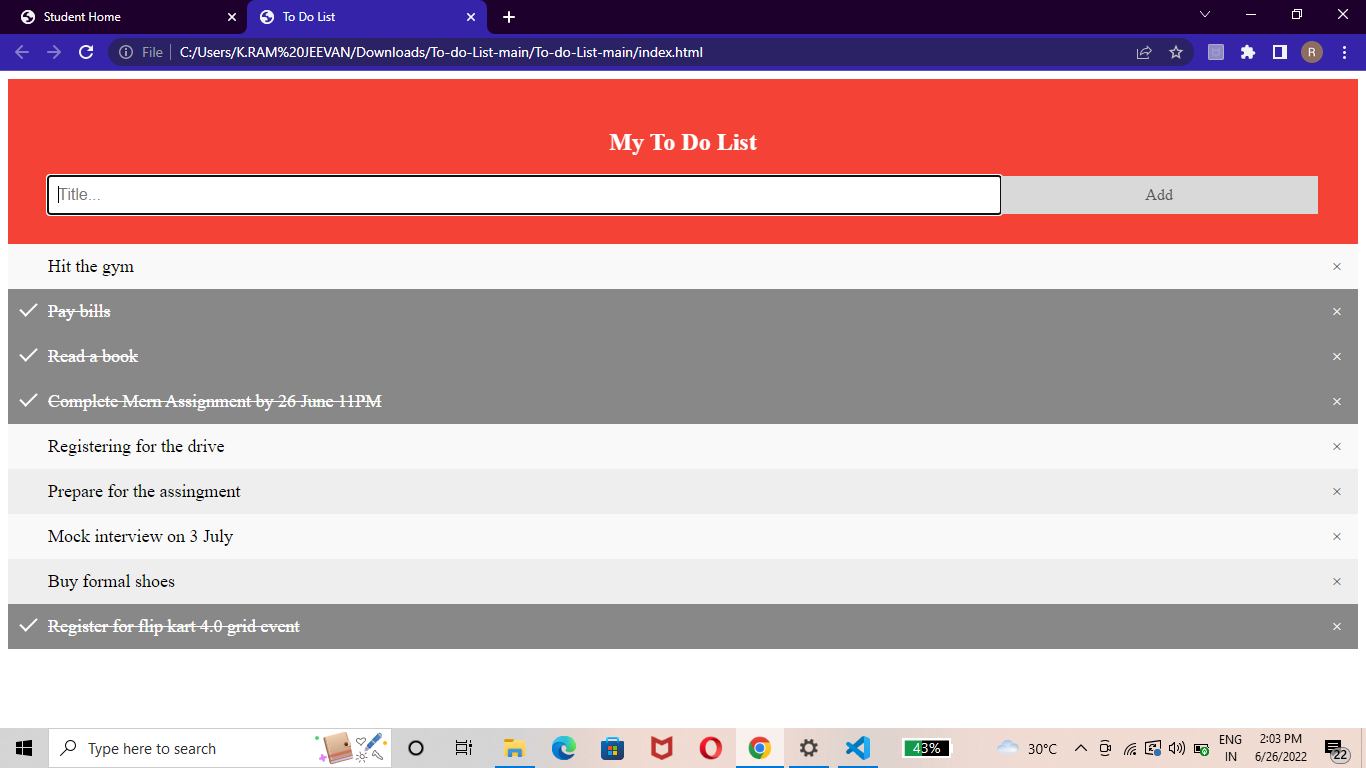 Student Home
To Do List
File
C:/Users/K.RAM%20JEEVAN/Downloads/To-do-List-main/To-do-List-main/index.html
R
My To Do List
Title...
Add
Hit the gym
Pay bills
Read a book
Complete Mern Assignment by 26 June 11PM
Registering for the drive
Prepare for the assingment
Mock interview on 3 July
Buy formal shoes
Register for flip kart 4.0 grid event
Type here to search
43%
30°C
ENG
IN
2:03 PM
6/26/2022
22